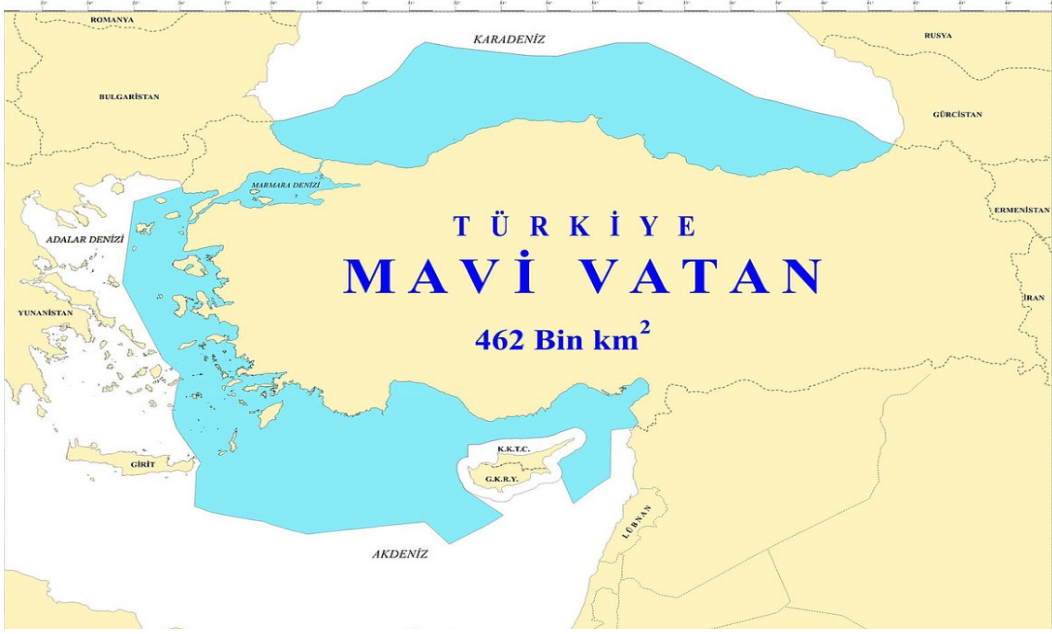 ROMANYA
KARADENİZ
RUSYA
BULGARİSTAN
GÜRCİSTAN
MARMARA DENİZİ
ERMENİSTAN
TÜRKİYE
ADALAR DENİZİ
MAVİ VATAN
İRAN
YUNANİSTAN
462 Bin km²
K.K.T.C.
GİRİT
G.K.R.Y.
LÜBNAN
AKDENİZ